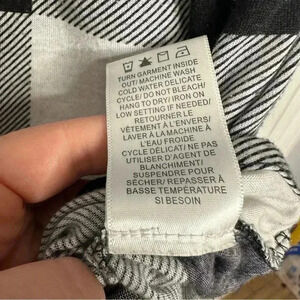 TURN GARMENT INSIDE
OUT/ MACHINE WASH
COLD WATER DELICATE
CYCLE/ DO NOT BLEACH/
HANG TO DRY/ IRON ON
LOW SETTING IF NEEDED/
RETOURNER LE
VÊTEMENT À L'ENVERS/
LAVER À LA MACHINE À
L'EAU FROIDE
CYCLE DÉLICAT/ NE PAS
UTILISER D'AGENT DE
BLANCHIMENT/
SUSPENDRE POUR
SÉCHER/ REPASSER À
BASSE TEMPÉRATURE
SI BESOIN